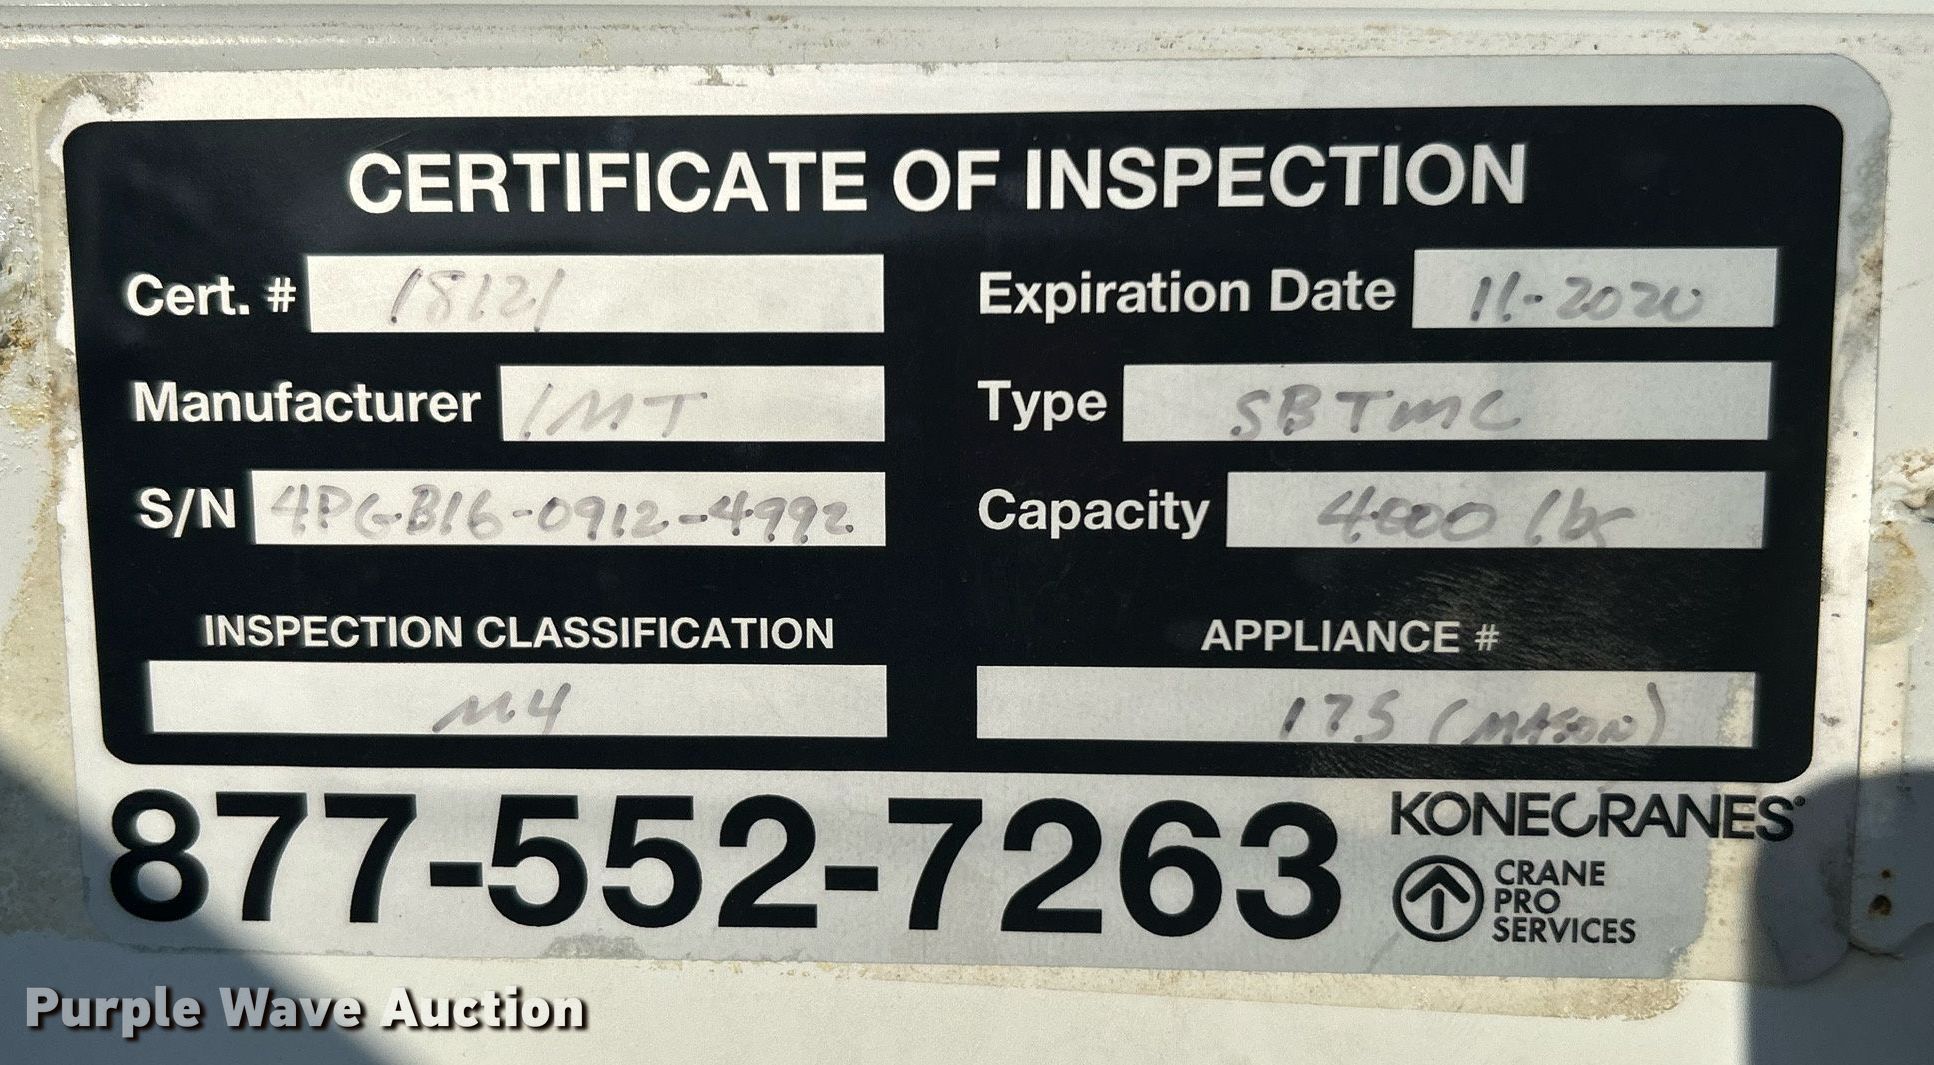 CERTIFICATE OF INSPECTION
Cert. # 18121
Expiration Date 11-2020
Manufacturer IMT
Type SBTMC
S/N 4PGB16-0912-4992
Capacity 4000 lbs
INSPECTION CLASSIFICATION
M4
APPLIANCE #
175 (MASON)
877-552-7263
KONECRANES®
CRANE
PRO
SERVICES
Purple Wave Auction